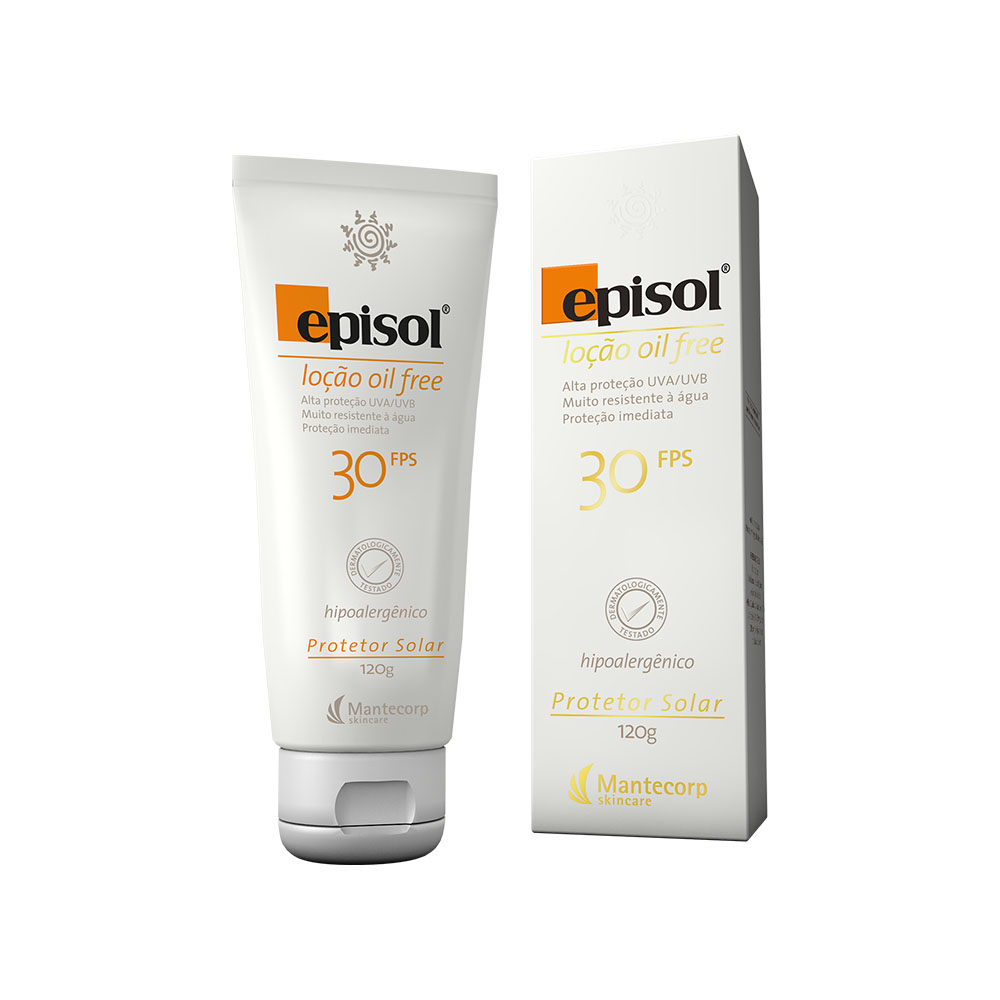 episol®
loção oil free
Alta proteção UVA/UVB
Muito resistente à água
Proteção imediata
30 FPS
DERMATOLOGICAMENTE
TESTADO
hipoalergênico
Protetor Solar
120g
Mantecorp
skincare
episol®
loção oil free
Alta proteção UVA/UVB
Muito resistente à água
Proteção imediata
30 FPS
DERMATOLOGICAMENTE
TESTADO
hipoalergênico
Protetor Solar
120g
Mantecorp
skincare